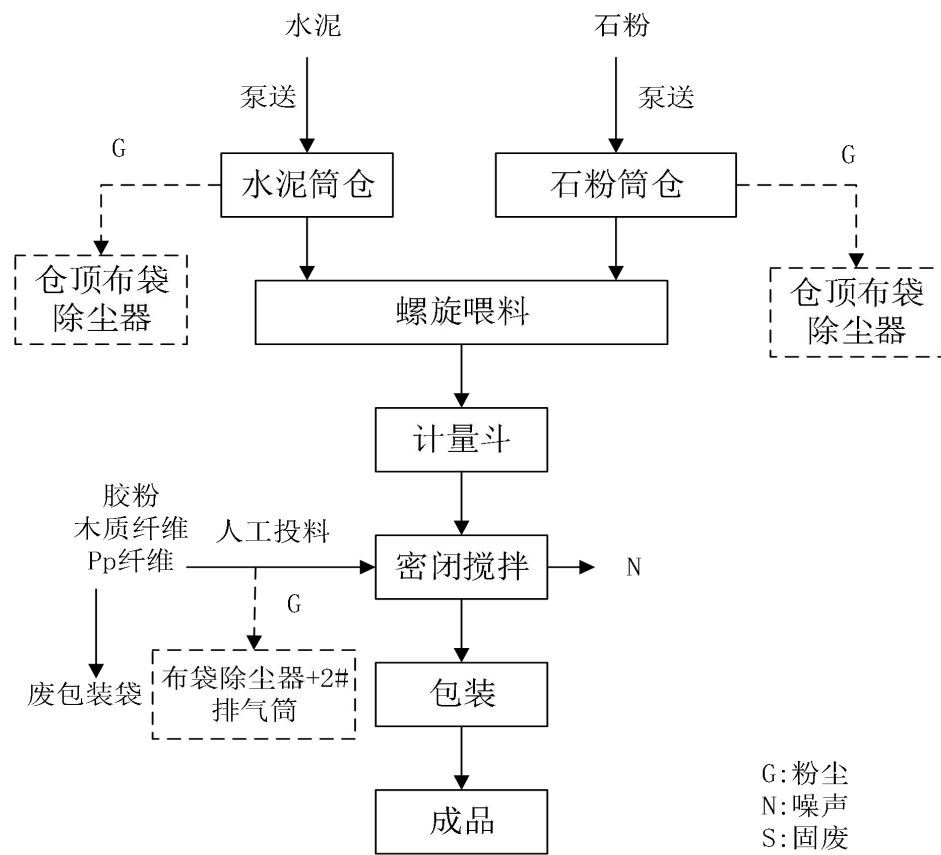 水泥
石粉
泵送
泵送
G
G
水泥筒仓
石粉筒仓
仓顶布袋
除尘器
仓顶布袋
除尘器
螺旋喂料
计量斗
胶粉
木质纤维
Pp纤维
人工投料
密闭搅拌
N
G
废包装袋
布袋除尘器+2#
排气筒
包装
成品
G:粉尘
N:噪声
S:固废